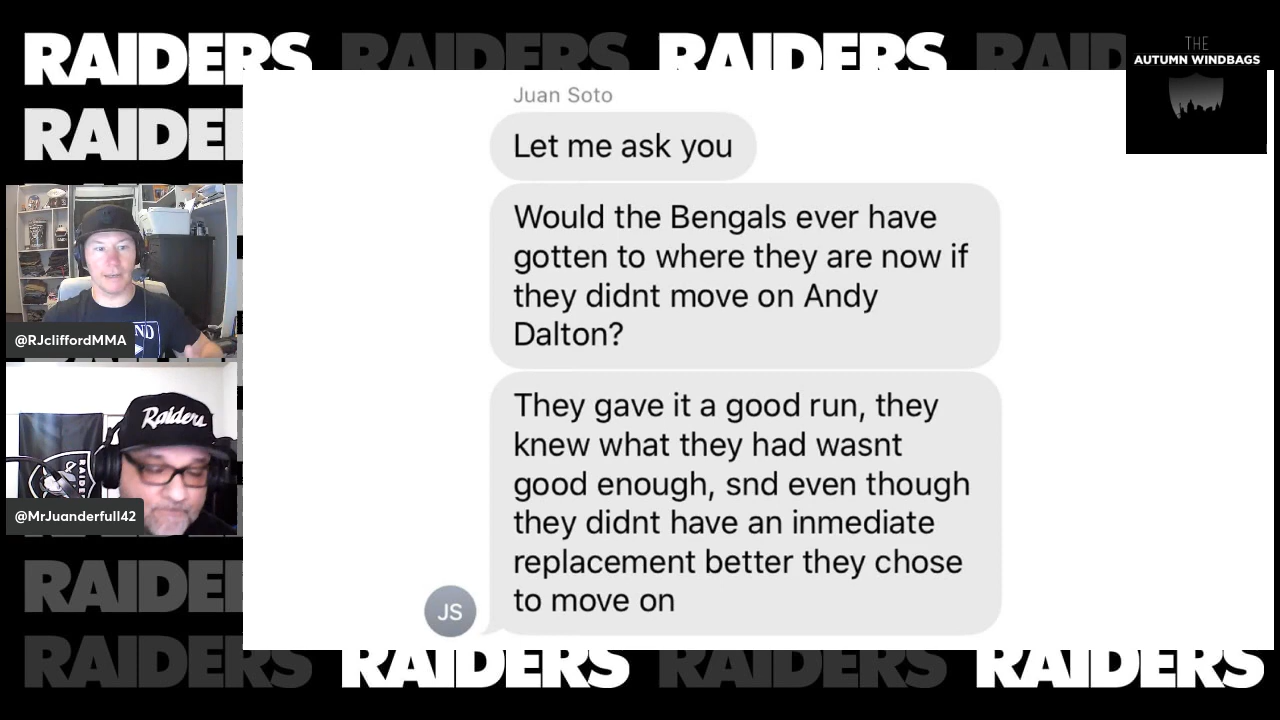 RAIDERS RAIDERS RAIDERS RAID
THE
AUTUMN WINDBAGS
RAIDE
Juan Soto
Let me ask you
Would the Bengals ever have
gotten to where they are now if
they didnt move on Andy
Dalton?
They gave it a good run, they
knew what they had wasnt
good enough, snd even though
they didnt have an inmediate
replacement better they chose
to move on
JS
ND
@RJcliffordMMA
Raiders
RAIDE
@MrJuanderfull42
RAIDE
RAIDERS RAIDERS RAIDERS RAIDERS